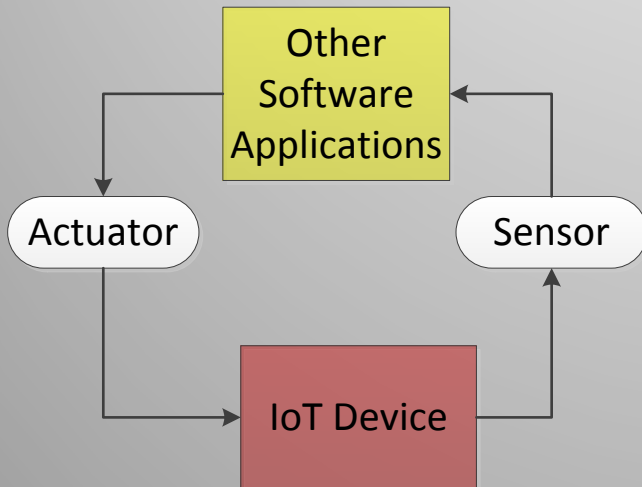 Other
Software
Applications
Actuator
Sensor
IoT Device